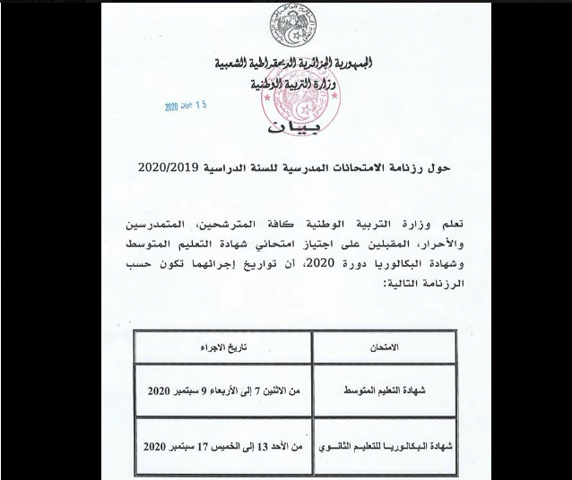 الجمهورية الجزائرية الديمقراطية الشعبية
وزارة التربية الوطنية
15 جوان 2020
بيـان
حول رزنامة الامتحانات المدرسية للسنة الدراسية 2020/2019
تعلم وزارة التربية الوطنية كافة المترشحين، المتمدرسين
والأحرار، المقبلين على اجتياز امتحاني شهادة التعليم المتوسط
وشهادة البكالوريا دورة 2020، أن تواريخ إجرائهما تكون حسب
الرزنامة التالية:
الامتحان تاريخ الاجراء
شهادة التعليم المتوسط من الاثنين 7 إلى الأربعاء 9 سبتمبر 2020
شهادة البكالوريا للتعليم الثانوي من الأحد 13 إلى الخميس 17 سبتمبر 2020